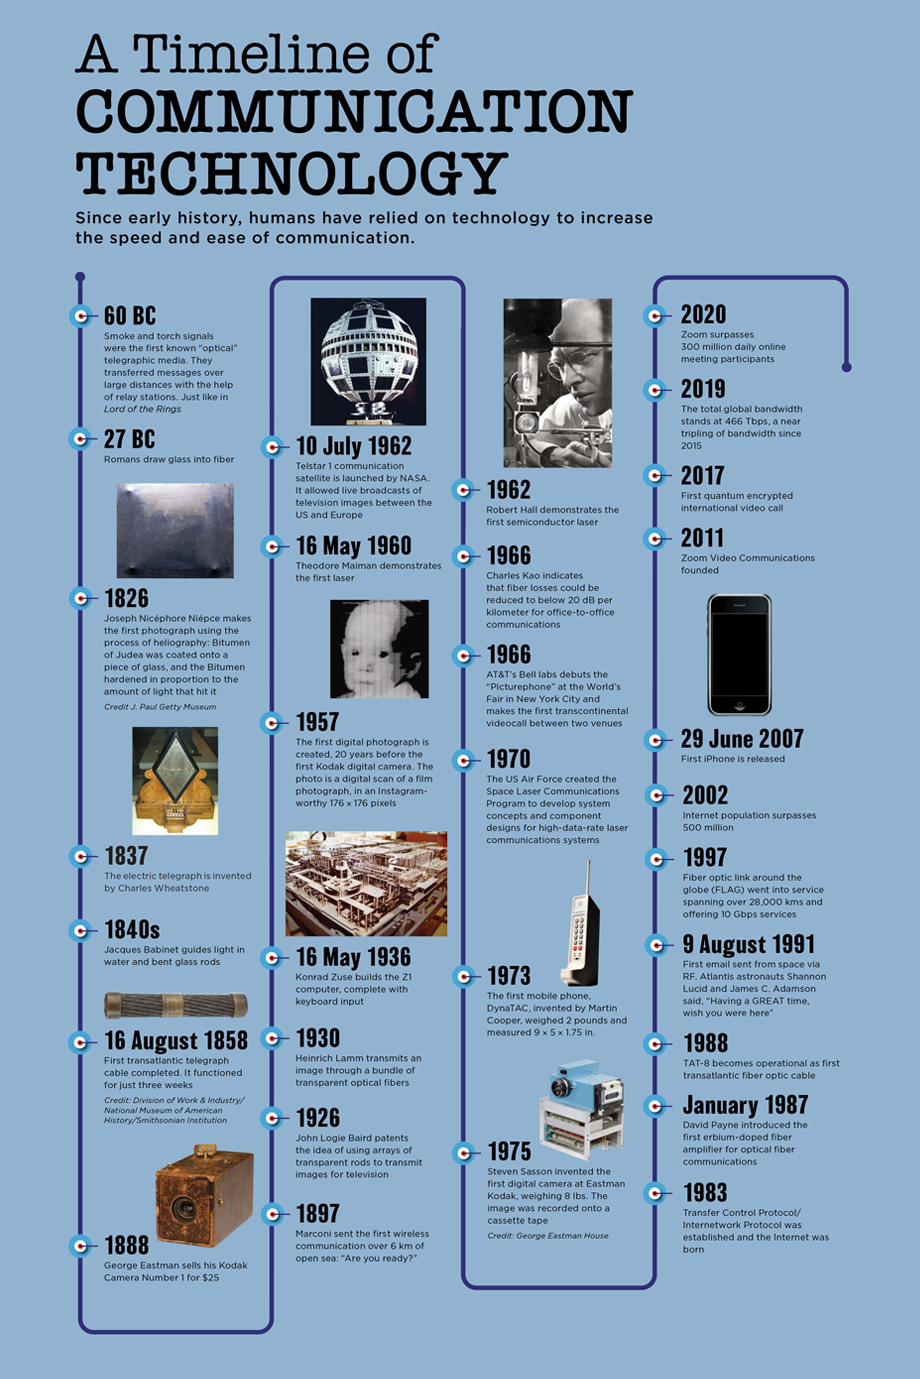 A Timeline of
COMMUNICATION
TECHNOLOGY
Since early history, humans have relied on technology to increase
the speed and ease of communication.
60 BC
Smoke and torch signals
were the first known “optical”
telegraphic media. They
transferred messages over
large distances with the help
of relay stations. Just like in
Lord of the Rings
27 BC
Romans draw glass into fiber
1826
Joseph Nicéphore Niépce makes
the first photograph using the
process of heliography: Bitumen
of Judea was coated onto a
piece of glass, and the Bitumen
hardened in proportion to the
amount of light that hit it
Credit J. Paul Getty Museum
1837
The electric telegraph is invented
by Charles Wheatstone
1840s
Jacques Babinet guides light in
water and bent glass rods
16 August 1858
First transatlantic telegraph
cable completed. It functioned
for just three weeks
Credit: Division of Work & Industry/
National Museum of American
History/Smithsonian Institution
1888
George Eastman sells his Kodak
Camera Number 1 for $25
10 July 1962
Telstar 1 communication
satellite is launched by NASA.
It allowed live broadcasts of
television images between the
US and Europe
16 May 1960
Theodore Maiman demonstrates
the first laser
1957
The first digital photograph is
created, 20 years before the
first Kodak digital camera. The
photo is a digital scan of a film
photograph, in an Instagram-
worthy 176 × 176 pixels
16 May 1936
Konrad Zuse builds the Z1
computer, complete with
keyboard input
1930
Heinrich Lamm transmits an
image through a bundle of
transparent optical fibers
1926
John Logie Baird patents
the idea of using arrays of
transparent rods to transmit
images for television
1897
Marconi sent the first wireless
communication over 6 km of
open sea: “Are you ready?”
1962
Robert Hall demonstrates the
first semiconductor laser
1966
Charles Kao indicates
that fiber losses could be
reduced to below 20 dB per
kilometer for office-to-office
communications
1966
AT&T’s Bell labs debuts the
“Picturephone” at the World’s
Fair in New York City and
makes the first transcontinental
videocall between two venues
1970
The US Air Force created the
Space Laser Communications
Program to develop system
concepts and component
designs for high-data-rate laser
communications systems
1973
The first mobile phone,
DynaTAC, invented by Martin
Cooper, weighed 2 pounds and
measured 9 × 5 × 1.75 in.
1975
Steven Sasson invented the
first digital camera at Eastman
Kodak, weighing 8 lbs. The
image was recorded onto a
cassette tape
Credit: George Eastman House
2020
Zoom surpasses
300 million daily online
meeting participants
2019
The total global bandwidth
stands at 466 Tbps, a near
tripling of bandwidth since
2015
2017
First quantum encrypted
international video call
2011
Zoom Video Communications
founded
29 June 2007
First iPhone is released
2002
Internet population surpasses
500 million
1997
Fiber optic link around the
globe (FLAG) went into service
spanning over 28,000 kms and
offering 10 Gbps services
9 August 1991
First email sent from space via
RF. Atlantis astronauts Shannon
Lucid and James C. Adamson
said, “Having a GREAT time,
wish you were here”
1988
TAT-8 becomes operational as first
transatlantic fiber optic cable
January 1987
David Payne introduced the
first erbium-doped fiber
amplifier for optical fiber
communications
1983
Transfer Control Protocol/
Internetwork Protocol was
established and the Internet was
born